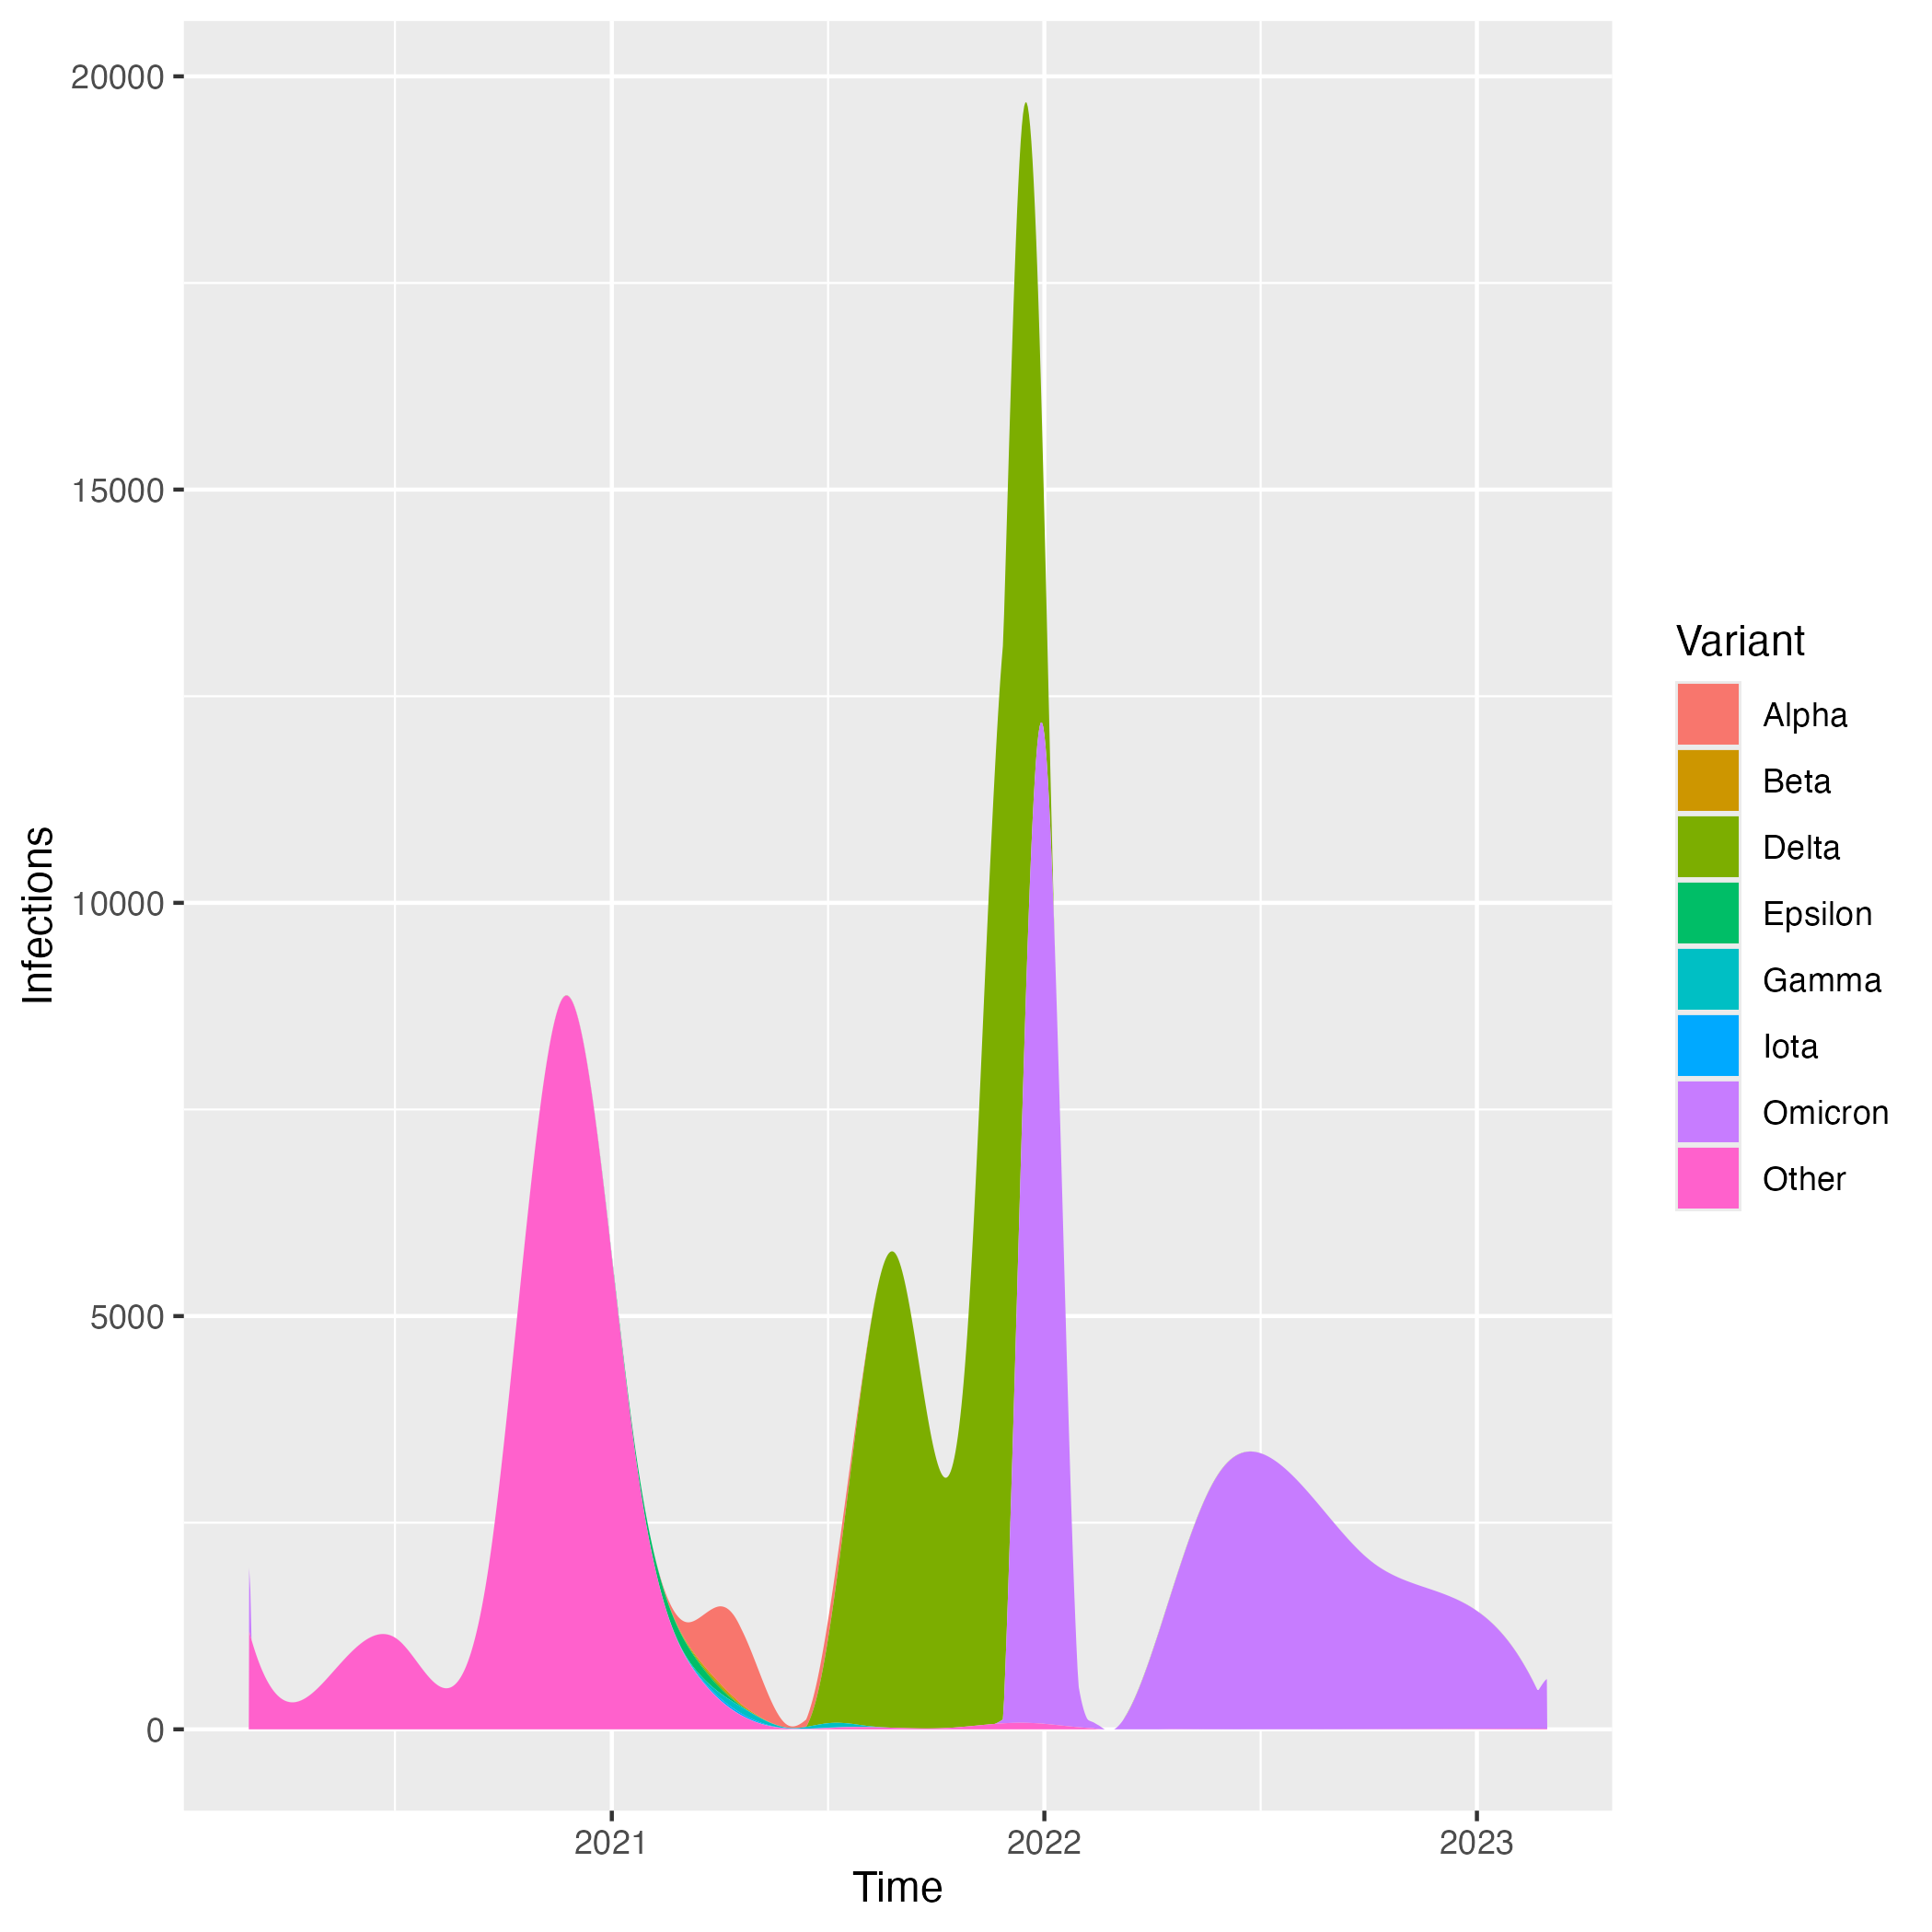 20000
15000
10000
5000
0
Infections
2021
2022
2023
Time
Variant
Alpha
Beta
Delta
Epsilon
Gamma
Iota
Omicron
Other